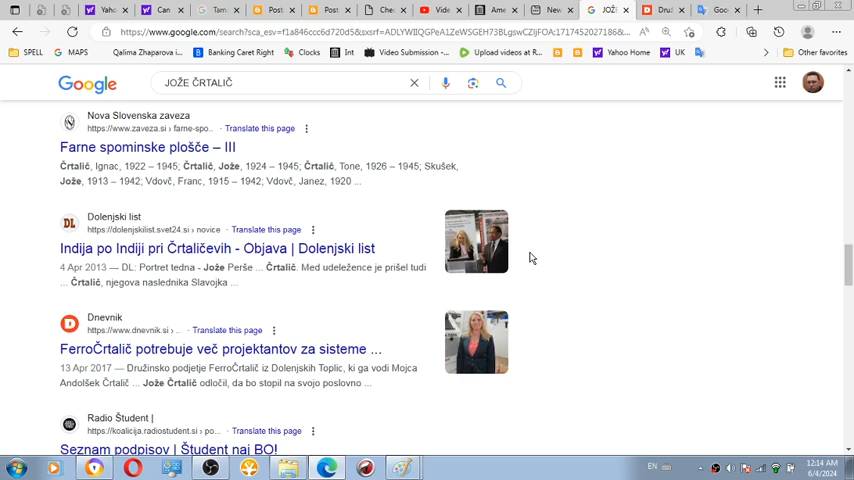 Yaho
Can
Tam
Post
Post
Che
Vide
Ame
New
JOŽ
Druž
Goo
https://www.google.com/search?sca_esv=f1a846ccc6d720d5&sxsrf=ADLYWIIQGPeA1ZeWSGEH73BLgswCZljFOA:1717452027186&
SPELL
MAPS
Qalima Zhaparova i...
Banking Caret Right
Clocks
Int
Video Submission -...
Upload videos at R...
Yahoo Home
UK
Other favorites
Google
JOŽE ČRTALIČ
Nova Slovenska zaveza
https://www.zaveza.si › farne-spo... · Translate this page
Farne spominske plošče – III
Črtalič, Ignac, 1922 – 1945; Črtalič, Jože, 1924 – 1945; Črtalič, Tone, 1926 – 1945; Skušek,
Jože, 1913 – 1942; Vdovč, Franc, 1915 – 1942; Vdovč, Janez, 1920 ...
DL
Dolenjski list
https://dolenjskilist.svet24.si › novice · Translate this page
Indija po Indiji pri Črtaličevih - Objava | Dolenjski list
4 Apr 2013 — DL: Portret tedna - Jože Perše ... Črtalič. Med udeležence je prišel tudi
... Črtalič, njegova naslednika Slavojka ...
D
Dnevnik
https://www.dnevnik.si › .. · Translate this page
FerroČrtalič potrebuje več projektantov za sisteme ...
13 Apr 2017 — Družinsko podjetje FerroČrtalič iz Dolenjskih Toplic, ki ga vodi Mojca
Andolšek Črtalič ... Jože Črtalič odločil, da bo stopil na svojo poslovno ...
Radio Študent |
https://koalicija.radiostudent.si › po... · Translate this page
Seznam podpisov | Študent naj BO!
EN
12:14 AM
6/4/2024